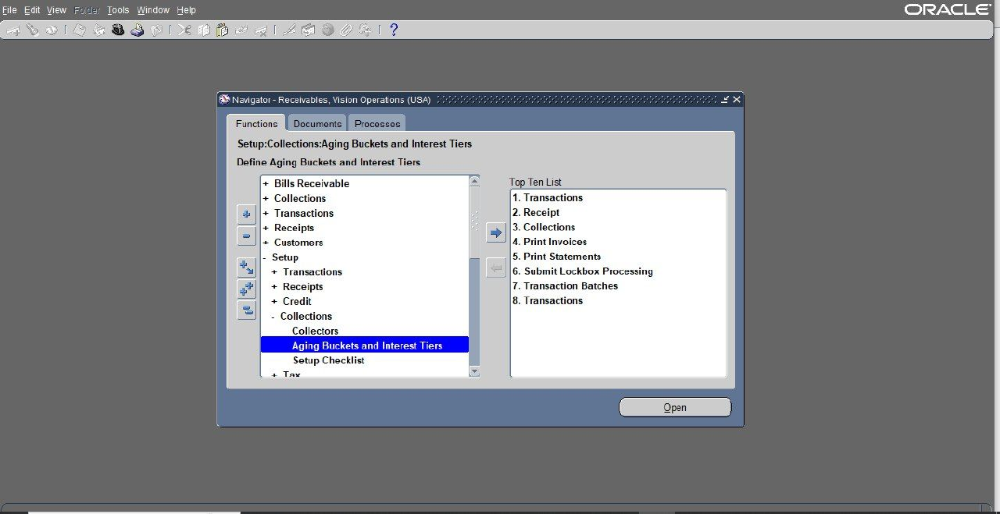 File Edit View Folder Tools Window Help
ORACLE
?
Navigator - Receivables, Vision Operations (USA)
Functions Documents Processes
Setup:Collections:Aging Buckets and Interest Tiers
Define Aging Buckets and Interest Tiers
+ Bills Receivable
+ Collections
+ Transactions
+ Receipts
+ Customers
- Setup
+ Transactions
+ Receipts
+ Credit
- Collections
Collectors
Aging Buckets and Interest Tiers
Setup Checklist
+ Tax
Top Ten List
1. Transactions
2. Receipt
3. Collections
4. Print Invoices
5. Print Statements
6. Submit Lockbox Processing
7. Transaction Batches
8. Transactions
Open